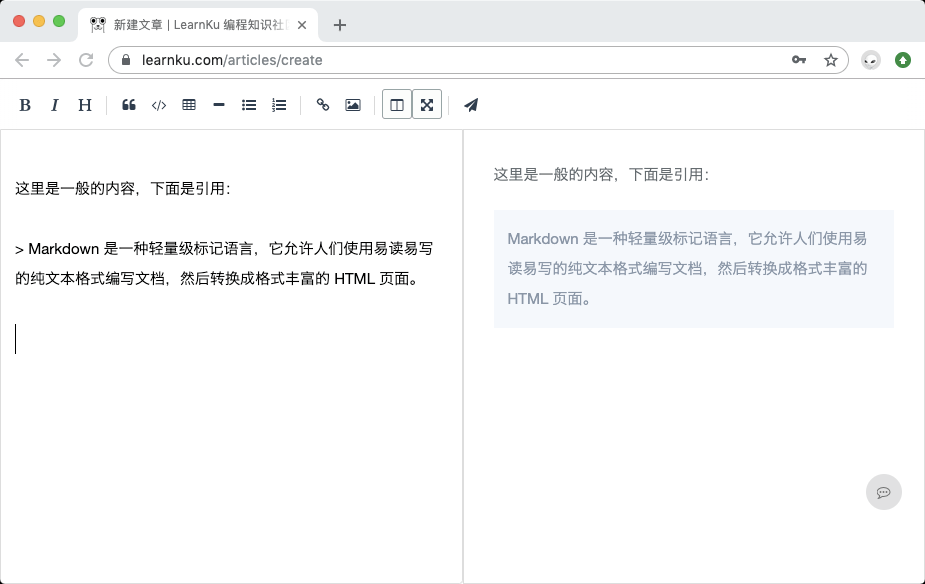 新建文章 | LearnKu 编程知识社
learnku.com/articles/create
B I H
这里是一般的内容，下面是引用：
> Markdown 是一种轻量级标记语言，它允许人们使用易读易写
的纯文本格式编写文档，然后转换成格式丰富的 HTML 页面。
这里是一般的内容，下面是引用：
Markdown 是一种轻量级标记语言，它允许人们使用易
读易写的纯文本格式编写文档，然后转换成格式丰富的
HTML 页面。